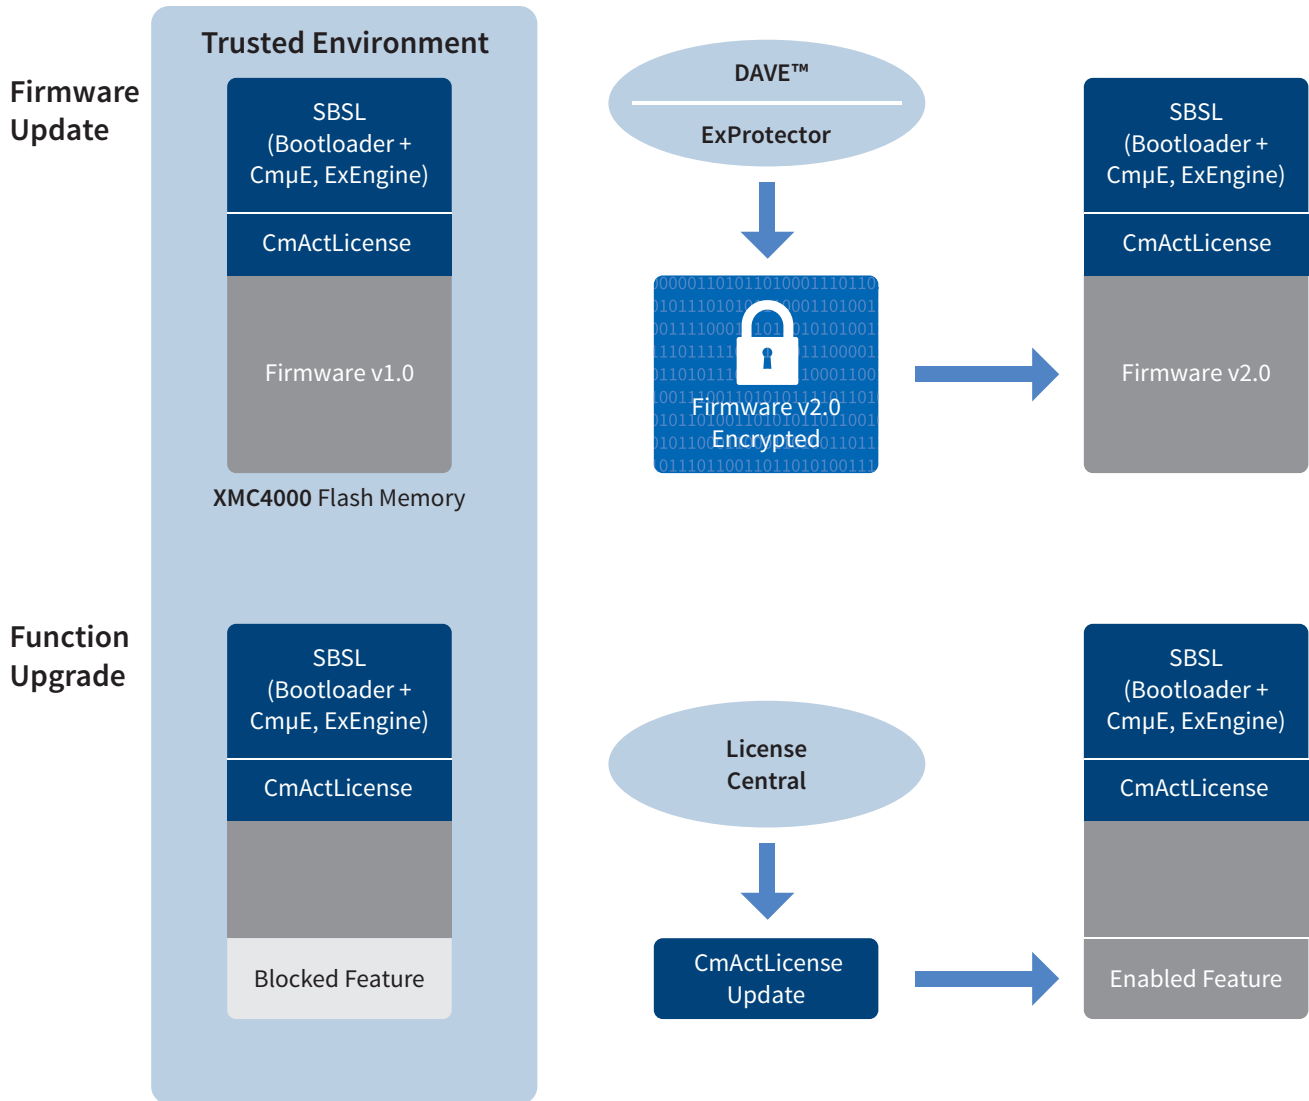 Trusted Environment
Firmware
Update
SBSL
(Bootloader +
CmµE, ExEngine)
CmActLicense
Firmware v1.0
XMC4000 Flash Memory
DAVE™
ExProtector
Firmware v2.0
Encrypted
SBSL
(Bootloader +
CmµE, ExEngine)
CmActLicense
Firmware v2.0
Function
Upgrade
SBSL
(Bootloader +
CmµE, ExEngine)
CmActLicense
Blocked Feature
License
Central
CmActLicense
Update
SBSL
(Bootloader +
CmµE, ExEngine)
CmActLicense
Enabled Feature